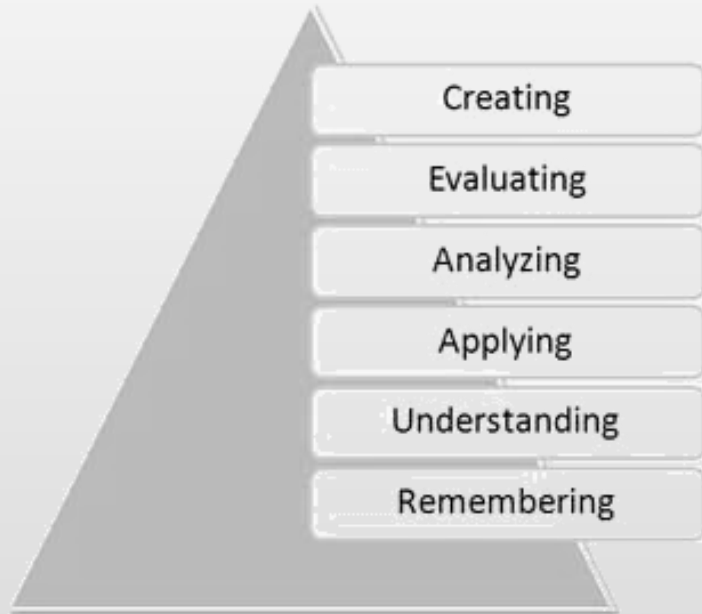 Creating
Evaluating
Analyzing
Applying
Understanding
Remembering